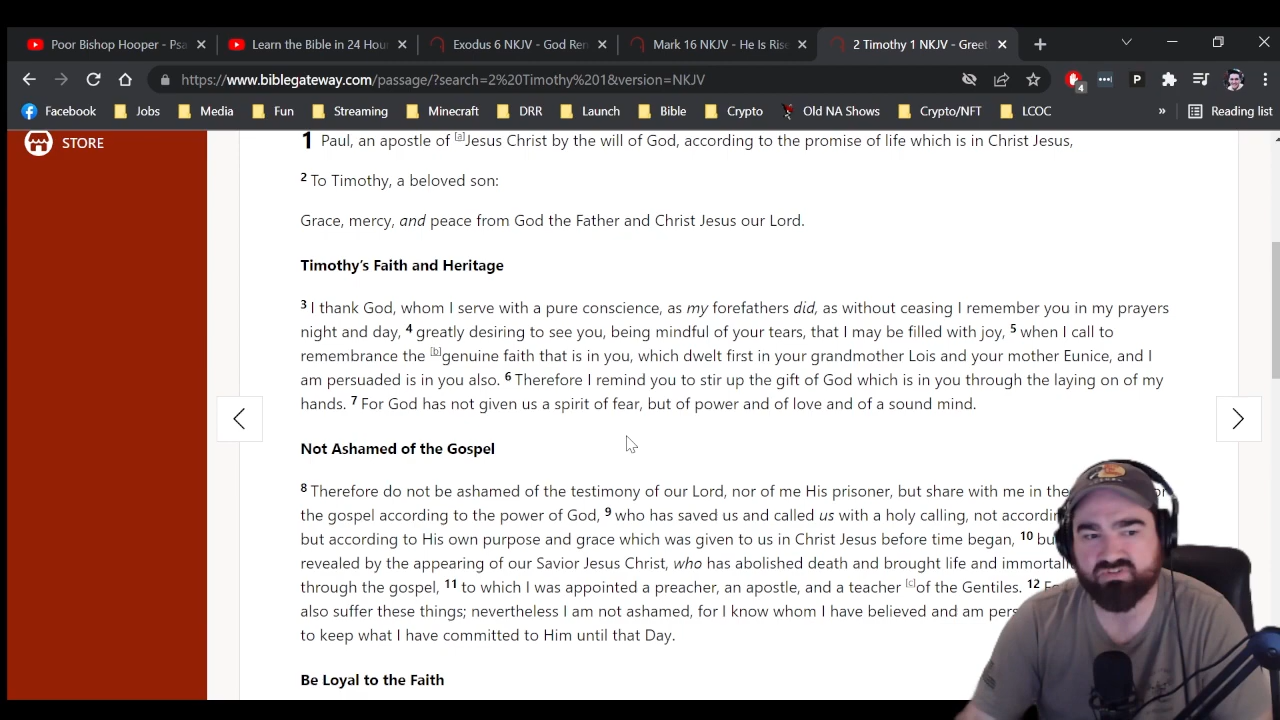 Poor Bishop Hooper - Psa
Learn the Bible in 24 Hou
Exodus 6 NKJV - God Ren
Mark 16 NKJV - He Is Rise
2 Timothy 1 NKJV - Greet
https://www.biblegateway.com/passage/?search=2%20Timothy%201&version=NKJV
4
P
Facebook Jobs Media Fun Streaming Minecraft DRR Launch Bible Crypto Old NA Shows Crypto/NFT LCOC » Reading list
STORE
1 Paul, an apostle of [a]Jesus Christ by the will of God, according to the promise of life which is in Christ Jesus,
2 To Timothy, a beloved son:
Grace, mercy, and peace from God the Father and Christ Jesus our Lord.
Timothy’s Faith and Heritage
3 I thank God, whom I serve with a pure conscience, as my forefathers did, as without ceasing I remember you in my prayers
night and day, 4 greatly desiring to see you, being mindful of your tears, that I may be filled with joy, 5 when I call to
remembrance the [b]genuine faith that is in you, which dwelt first in your grandmother Lois and your mother Eunice, and I
am persuaded is in you also. 6 Therefore I remind you to stir up the gift of God which is in you through the laying on of my
hands. 7 For God has not given us a spirit of fear, but of power and of love and of a sound mind.
Not Ashamed of the Gospel
8 Therefore do not be ashamed of the testimony of our Lord, nor of me His prisoner, but share with me in the
the gospel according to the power of God, 9 who has saved us and called us with a holy calling, not accordi
but according to His own purpose and grace which was given to us in Christ Jesus before time began, 10 bu
revealed by the appearing of our Savior Jesus Christ, who has abolished death and brought life and immortali
through the gospel, 11 to which I was appointed a preacher, an apostle, and a teacher [c]of the Gentiles. 12 F
also suffer these things; nevertheless I am not ashamed, for I know whom I have believed and am pers
to keep what I have committed to Him until that Day.
Be Loyal to the Faith